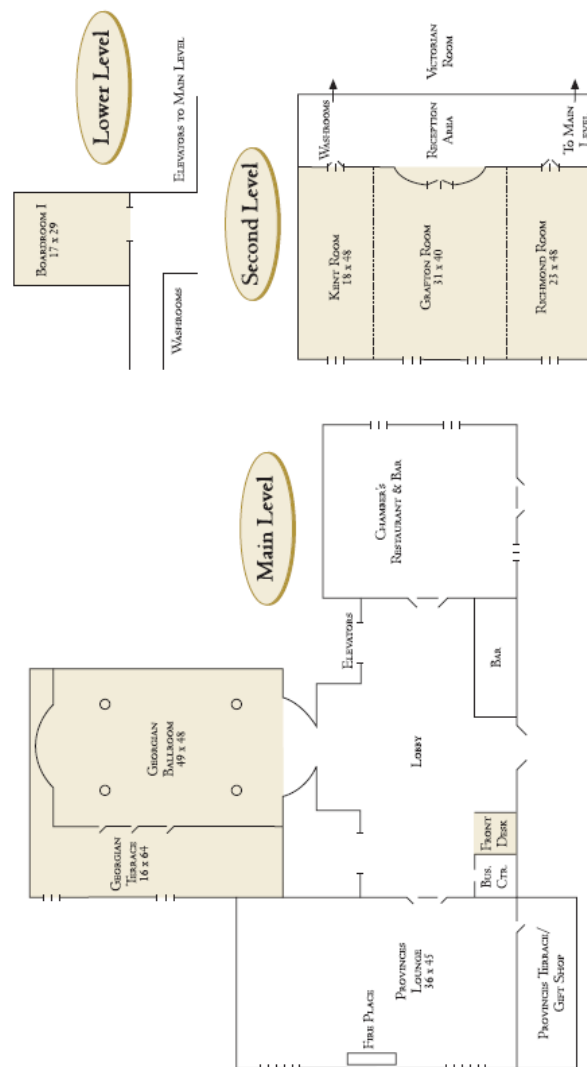 Lower Level
Boardroom I
17 x 29
Elevators to Main Level
Washrooms
Second Level
Kent Room
18 x 48
Grafton Room
31 x 40
Richmond Room
23 x 48
Washrooms
Reception
Area
Victorian
Room
To Main
Level
Main Level
Georgian
Ballroom
49 x 48
Georgian
Terrace
16 x 64
Elevators
Chamber's
Restaurant & Bar
Lobby
Bar
Front
Desk
Bus.
Ctr.
Provinces
Lounge
36 x 45
Fire Place
Provinces Terrace/
Gift Shop